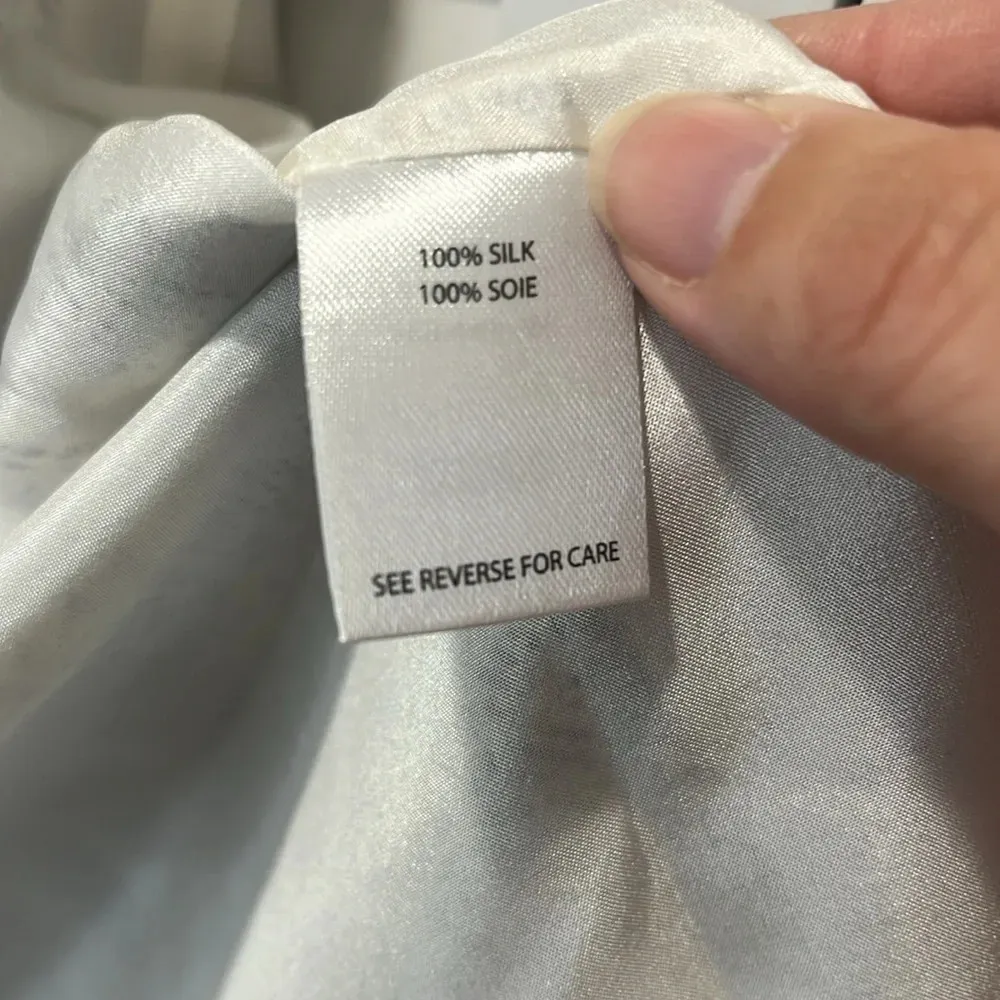 100% SILK
100% SOIE
SEE REVERSE FOR CARE